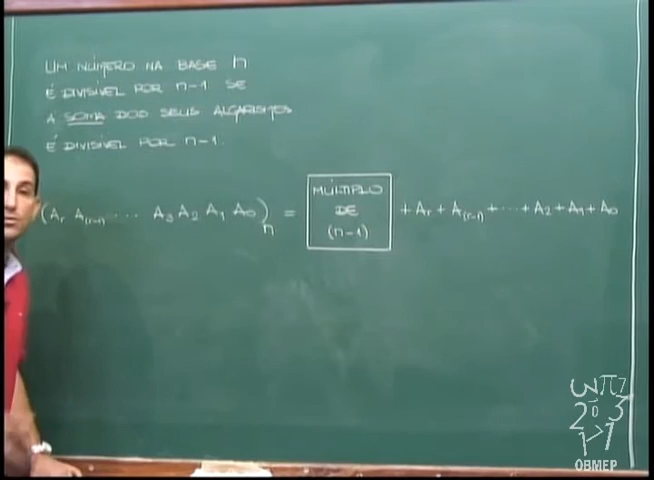 UM NÚMERO NA BASE n
É DIVISÍVEL POR n-1 SE
A SOMA DOD SEUS ALGARISMOS
É DIVISÍVEL POR n-1.
(Ar A(r-1) ... A3 A2 A1 A0)n = MÚLTIPLO DE (n-1) + Ar + A(r-1) + ... + A2 + A1 + A0
OBMEP